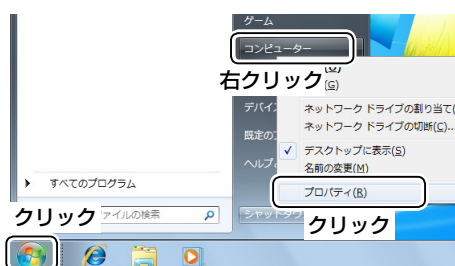 ゲーム
コンピューター
右クリック
(G)
ネットワーク ドライブの割り当て(
ネットワーク ドライブの切断(C)...
デスクトップに表示(S)
名前の変更(M)
プロパティ(R)
デバイ
既定の
ヘルプ
すべてのプログラム
クリック
ァイルの検索
シャットダウ
クリック